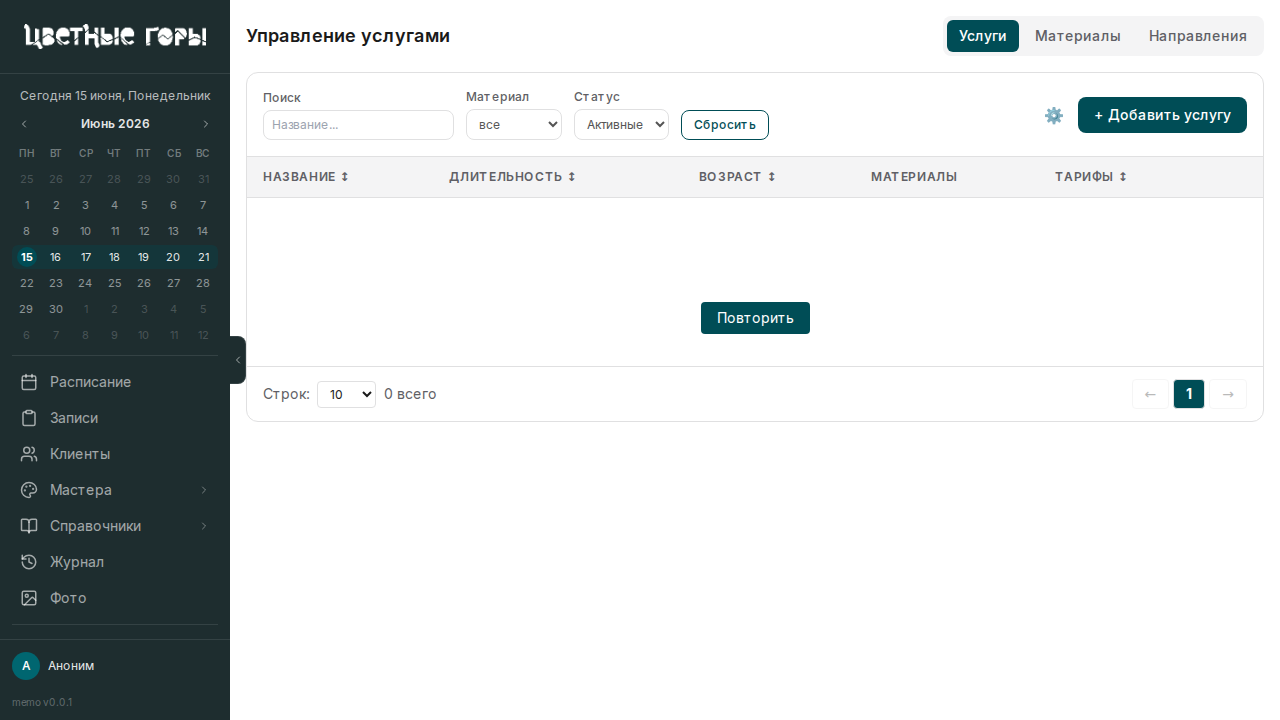 Цветные горы
Сегодня 15 июня, Понедельник
Июнь 2026
ПН ВТ СР ЧТ ПТ СБ ВС
25 26 27 28 29 30 31
1 2 3 4 5 6 7
8 9 10 11 12 13 14
15 16 17 18 19 20 21
22 23 24 25 26 27 28
29 30 1 2 3 4 5
6 7 8 9 10 11 12
Расписание
Записи
Клиенты
Мастера
Справочники
Журнал
Фото
А Аноним
memo v0.0.1
Управление услугами
Услуги Материалы Направления
Поиск Материал Статус
Название... все Активные Сбросить
+ Добавить услугу
НАЗВАНИЕ ↕ ДЛИТЕЛЬНОСТЬ ↕ ВОЗРАСТ ↕ МАТЕРИАЛЫ ТАРИФЫ ↕
Повторить
Строк: 10 0 всего ← 1 →